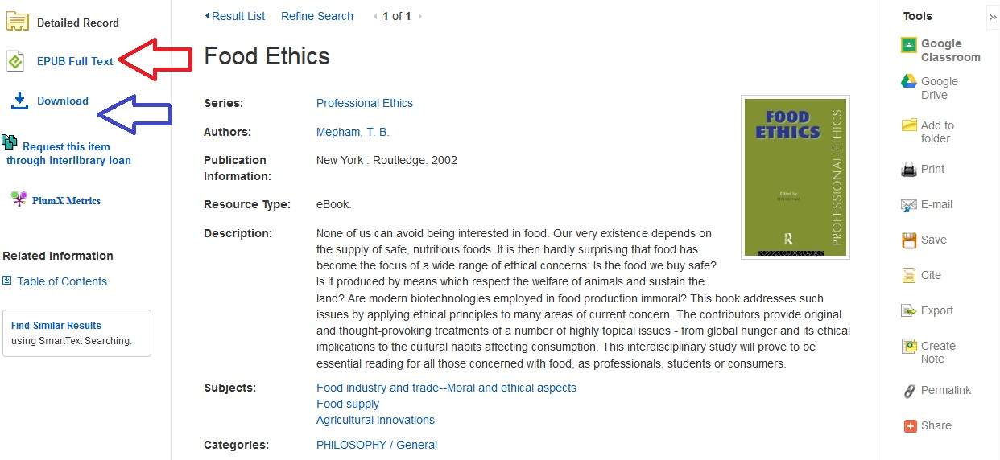 Detailed Record
EPUB Full Text
Download
Request this item
through interlibrary loan
PlumX Metrics
Related Information
Table of Contents
Find Similar Results
using SmartText Searching.
Result List Refine Search 1 of 1
Food Ethics
Series: Professional Ethics
Authors: Mepham, T. B.
Publication
Information: New York : Routledge. 2002
Resource Type: eBook.
Description: None of us can avoid being interested in food. Our very existence depends on
the supply of safe, nutritious foods. It is then hardly surprising that food has
become the focus of a wide range of ethical concerns: Is the food we buy safe?
Is it produced by means which respect the welfare of animals and sustain the
land? Are modern biotechnologies employed in food production immoral? This book addresses such
issues by applying ethical principles to many areas of current concern. The contributors provide original
and thought-provoking treatments of a number of highly topical issues - from global hunger and its ethical
implications to the cultural habits affecting consumption. This interdisciplinary study will prove to be
essential reading for all those concerned with food, as professionals, students or consumers.
Subjects: Food industry and trade--Moral and ethical aspects
Food supply
Agricultural innovations
Categories: PHILOSOPHY / General
FOOD
ETHICS
PROFESSIONAL ETHICS
Edited by
R
Tools
»
Google
Classroom
Google
Drive
Add to
folder
Print
E-mail
Save
Cite
Export
Create
Note
Permalink
Share